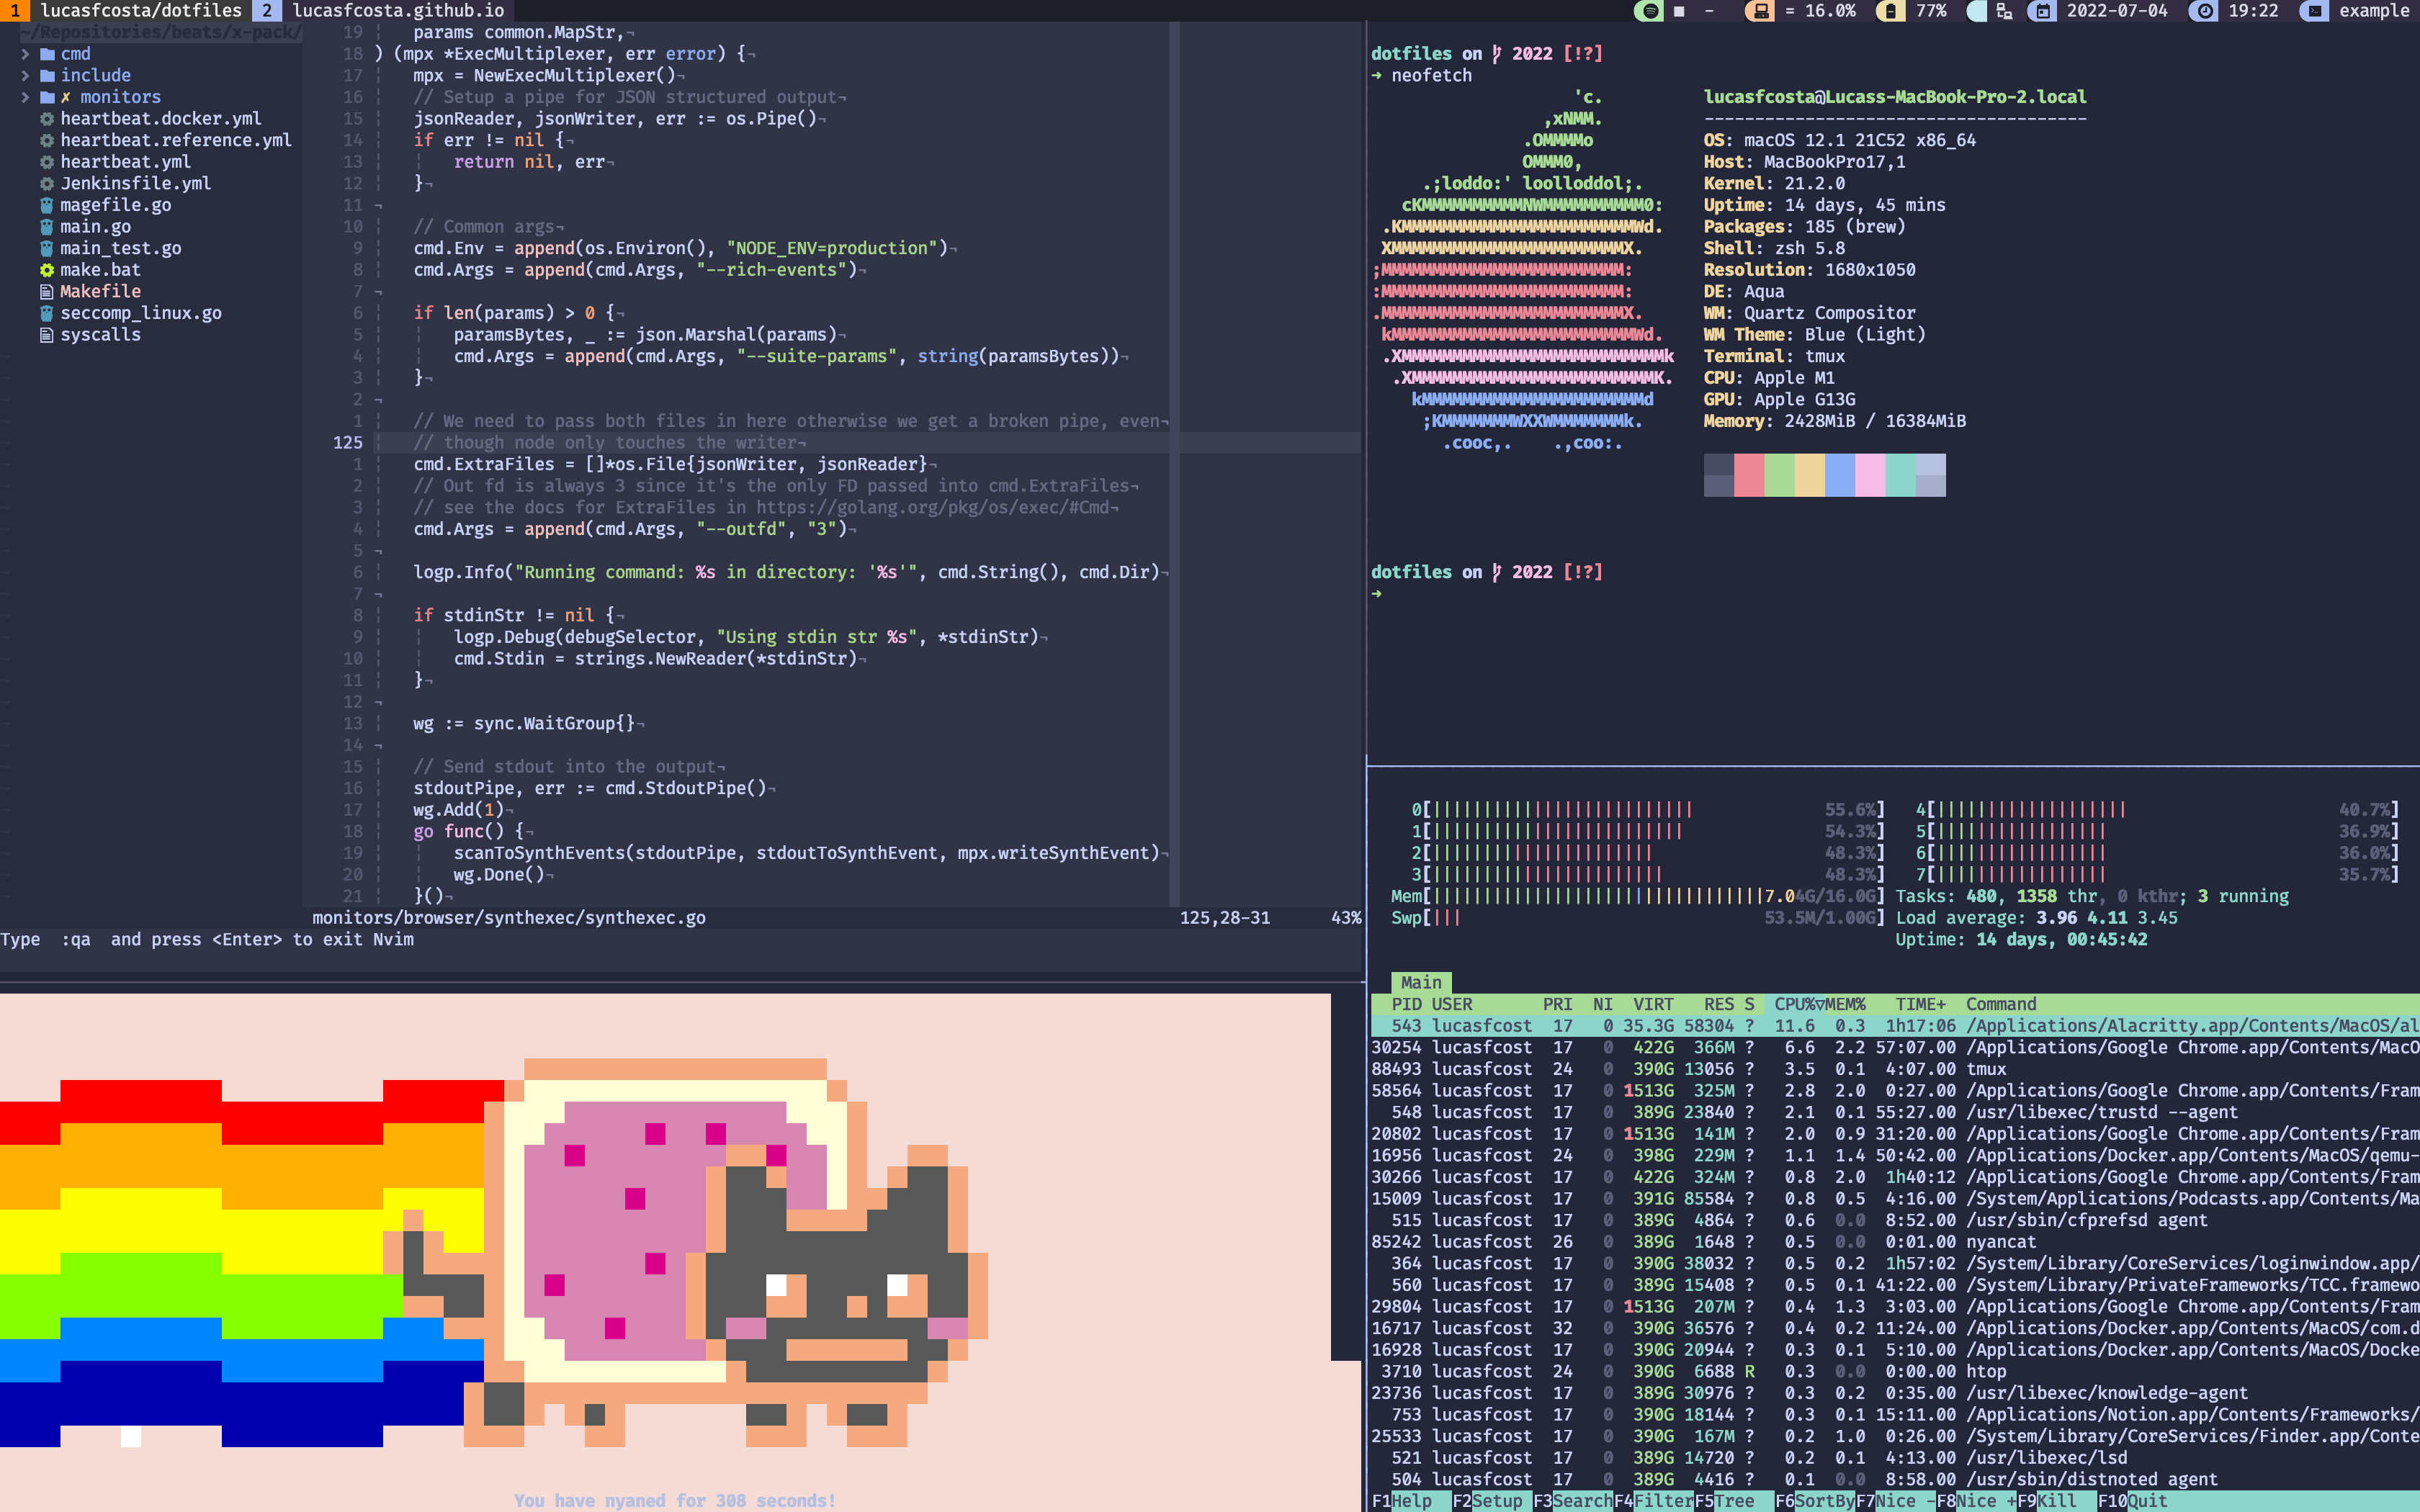 1 lucasfcosta/dotfiles 2 lucasfcosta.github.io
= 16.0% 77% 2022-07-04 19:22 example
~/Repositories/beats/x-pack/
cmd
include
✗ monitors
heartbeat.docker.yml
heartbeat.reference.yml
heartbeat.yml
Jenkinsfile.yml
magefile.go
main.go
main_test.go
make.bat
Makefile
seccomp_linux.go
syscalls
19 params common.MapStr,¬
18 ) (mpx *ExecMultiplexer, err error) {¬
17 mpx = NewExecMultiplexer()¬
16 // Setup a pipe for JSON structured output¬
15 jsonReader, jsonWriter, err := os.Pipe()¬
14 if err != nil {¬
13 return nil, err¬
12 }¬
11 ¬
10 // Common args¬
9 cmd.Env = append(os.Environ(), "NODE_ENV=production")¬
8 cmd.Args = append(cmd.Args, "--rich-events")¬
7 ¬
6 if len(params) > 0 {¬
5 paramsBytes, _ := json.Marshal(params)¬
4 cmd.Args = append(cmd.Args, "--suite-params", string(paramsBytes))¬
3 }¬
2 ¬
1 // We need to pass both files in here otherwise we get a broken pipe, even¬
125 // though node only touches the writer¬
1 cmd.ExtraFiles = []*os.File{jsonWriter, jsonReader}¬
2 // Out fd is always 3 since it's the only FD passed into cmd.ExtraFiles¬
3 // see the docs for ExtraFiles in https://golang.org/pkg/os/exec/#Cmd¬
4 cmd.Args = append(cmd.Args, "--outfd", "3")¬
5 ¬
6 logp.Info("Running command: %s in directory: '%s'", cmd.String(), cmd.Dir)¬
7 ¬
8 if stdinStr != nil {¬
9 logp.Debug(debugSelector, "Using stdin str %s", *stdinStr)¬
10 cmd.Stdin = strings.NewReader(*stdinStr)¬
11 }¬
12 ¬
13 wg := sync.WaitGroup{}¬
14 ¬
15 // Send stdout into the output¬
16 stdoutPipe, err := cmd.StdoutPipe()¬
17 wg.Add(1)¬
18 go func() {¬
19 scanToSynthEvents(stdoutPipe, stdoutToSynthEvent, mpx.writeSynthEvent)¬
20 wg.Done()¬
21 }()¬
monitors/browser/synthexec/synthexec.go 125,28-31 43%
Type :qa and press <Enter> to exit Nvim
You have nyaned for 308 seconds!
dotfiles on 2022 [!?]
➜ neofetch
'c.
,xNMM.
.OMMMMo
OMMM0,
.;loddo:' loolloddol;.
cKMMMMMMMMMMNWMMMMMMMMMM0:
.KMMMMMMMMMMMMMMMMMMMMMMMWd.
XMMMMMMMMMMMMMMMMMMMMMMMX.
;MMMMMMMMMMMMMMMMMMMMMMMM:
:MMMMMMMMMMMMMMMMMMMMMMMM:
.MMMMMMMMMMMMMMMMMMMMMMMMX.
kMMMMMMMMMMMMMMMMMMMMMMMMWd.
.XMMMMMMMMMMMMMMMMMMMMMMMMMMk
.XMMMMMMMMMMMMMMMMMMMMMMMMK.
kMMMMMMMMMMMMMMMMMMMMMMd
;KMMMMMMMWXXWMMMMMMMk.
.cooc,. .,coo:.
lucasfcosta@Lucass-MacBook-Pro-2.local
--------------------------------------
OS: macOS 12.1 21C52 x86_64
Host: MacBookPro17,1
Kernel: 21.2.0
Uptime: 14 days, 45 mins
Packages: 185 (brew)
Shell: zsh 5.8
Resolution: 1680x1050
DE: Aqua
WM: Quartz Compositor
WM Theme: Blue (Light)
Terminal: tmux
CPU: Apple M1
GPU: Apple G13G
Memory: 2428MiB / 16384MiB
dotfiles on 2022 [!?]
➜
0[ 55.6%] 4[ 40.7%]
1[ 54.3%] 5[ 36.9%]
2[ 48.3%] 6[ 36.0%]
3[ 48.3%] 7[ 35.7%]
Mem[ 7.04G/16.0G] Tasks: 480, 1358 thr, 0 kthr; 3 running
Swp[ 53.5M/1.00G] Load average: 3.96 4.11 3.45
Uptime: 14 days, 00:45:42
Main
PID USER PRI NI VIRT RES S CPU%▽MEM% TIME+ Command
543 lucasfcost 17 0 35.3G 58304 ? 11.6 0.3 1h17:06 /Applications/Alacritty.app/Contents/MacOS/al
30254 lucasfcost 17 0 422G 366M ? 6.6 2.2 57:07.00 /Applications/Google Chrome.app/Contents/MacO
88493 lucasfcost 24 0 390G 13056 ? 3.5 0.1 4:07.00 tmux
58564 lucasfcost 17 0 1513G 325M ? 2.8 2.0 0:27.00 /Applications/Google Chrome.app/Contents/Fram
548 lucasfcost 17 0 389G 23840 ? 2.1 0.1 55:27.00 /usr/libexec/trustd --agent
20802 lucasfcost 17 0 1513G 141M ? 2.0 0.9 31:20.00 /Applications/Google Chrome.app/Contents/Fram
16956 lucasfcost 24 0 398G 229M ? 1.1 1.4 50:42.00 /Applications/Docker.app/Contents/MacOS/qemu-
30266 lucasfcost 17 0 422G 324M ? 0.8 2.0 1h40:12 /Applications/Google Chrome.app/Contents/Fram
15009 lucasfcost 17 0 391G 85584 ? 0.8 0.5 4:16.00 /System/Applications/Podcasts.app/Contents/Ma
515 lucasfcost 17 0 389G 4864 ? 0.6 0.0 8:52.00 /usr/sbin/cfprefsd agent
85242 lucasfcost 26 0 389G 1648 ? 0.5 0.0 0:01.00 nyancat
364 lucasfcost 17 0 390G 38032 ? 0.5 0.2 1h57:02 /System/Library/CoreServices/loginwindow.app/
560 lucasfcost 17 0 389G 15408 ? 0.5 0.1 41:22.00 /System/Library/PrivateFrameworks/TCC.framewo
29804 lucasfcost 17 0 1513G 207M ? 0.4 1.3 3:03.00 /Applications/Google Chrome.app/Contents/Fram
16717 lucasfcost 32 0 390G 36576 ? 0.4 0.2 11:24.00 /Applications/Docker.app/Contents/MacOS/com.d
16928 lucasfcost 17 0 390G 20944 ? 0.3 0.1 5:10.00 /Applications/Docker.app/Contents/MacOS/Docke
3710 lucasfcost 24 0 390G 6688 R 0.3 0.0 0:00.00 htop
23736 lucasfcost 17 0 389G 30976 ? 0.3 0.2 0:35.00 /usr/libexec/knowledge-agent
753 lucasfcost 17 0 390G 18144 ? 0.3 0.1 15:11.00 /Applications/Notion.app/Contents/Frameworks/
25533 lucasfcost 17 0 390G 167M ? 0.2 1.0 0:26.00 /System/Library/CoreServices/Finder.app/Conte
521 lucasfcost 17 0 389G 14720 ? 0.2 0.1 4:13.00 /usr/libexec/lsd
504 lucasfcost 17 0 389G 4416 ? 0.1 0.0 8:58.00 /usr/sbin/distnoted agent
F1Help F2Setup F3SearchF4FilterF5Tree F6SortByF7Nice -F8Nice +F9Kill F10Quit